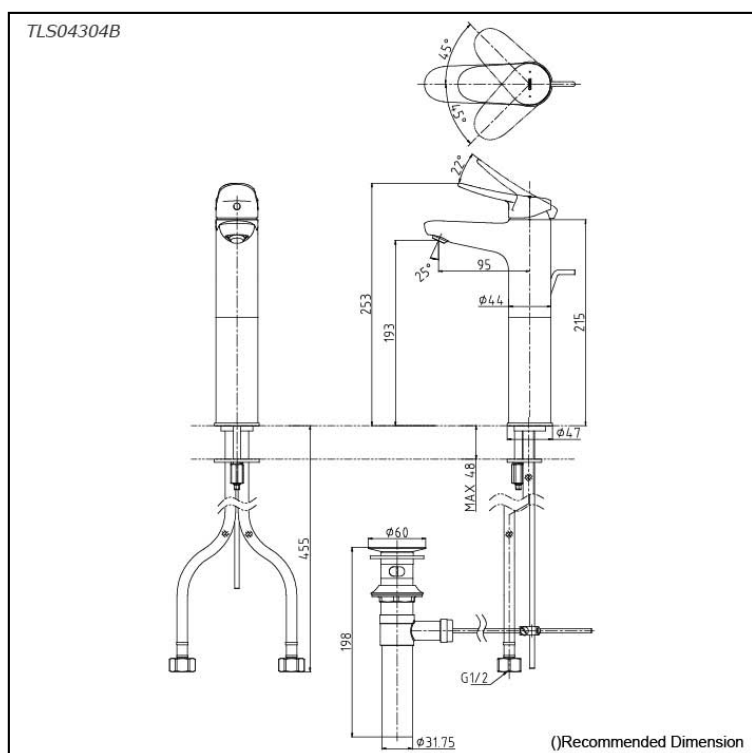 TLS04304B
45°
45°
22°
25°
95
ϕ44
253
193
215
ϕ47
MAX 48
455
ϕ60
198
G1/2
ϕ31.75
()Recommended Dimension